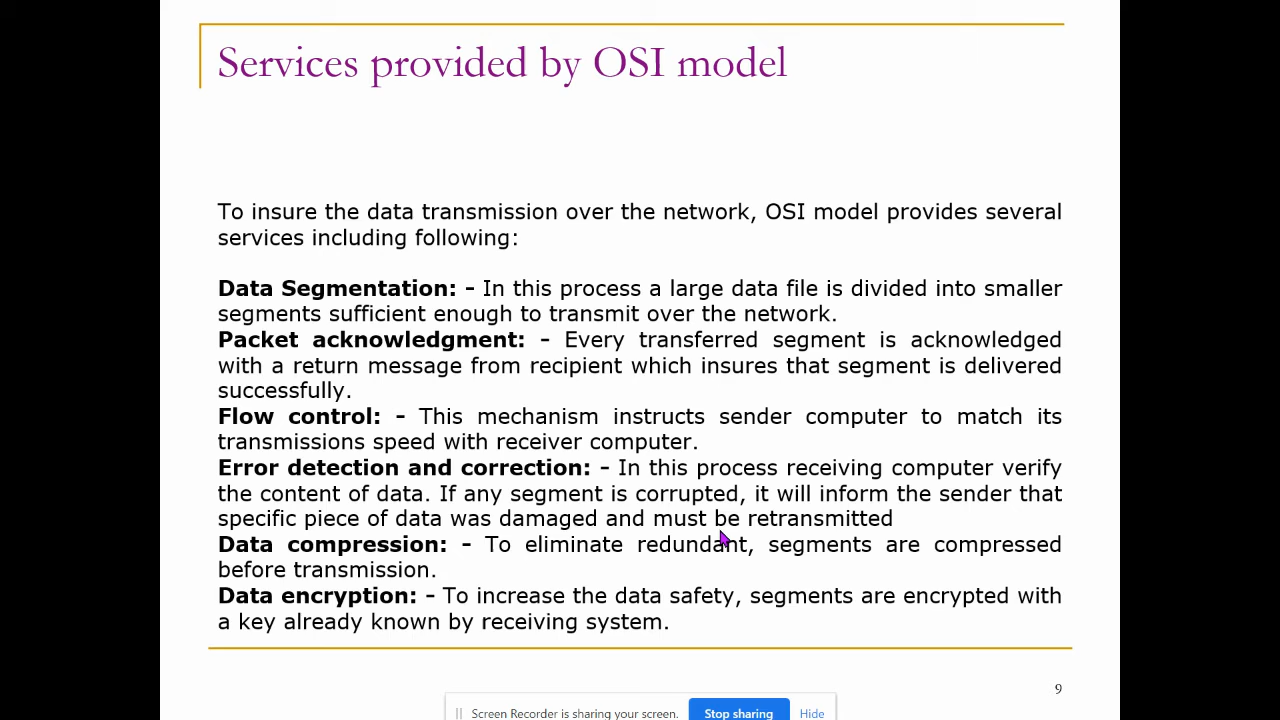 Services provided by OSI model
To insure the data transmission over the network, OSI model provides several
services including following:
Data Segmentation: - In this process a large data file is divided into smaller
segments sufficient enough to transmit over the network.
Packet acknowledgment: - Every transferred segment is acknowledged
with a return message from recipient which insures that segment is delivered
successfully.
Flow control: - This mechanism instructs sender computer to match its
transmissions speed with receiver computer.
Error detection and correction: - In this process receiving computer verify
the content of data. If any segment is corrupted, it will inform the sender that
specific piece of data was damaged and must be retransmitted
Data compression: - To eliminate redundant, segments are compressed
before transmission.
Data encryption: - To increase the data safety, segments are encrypted with
a key already known by receiving system.
9
Screen Recorder is sharing your screen. Stop sharing Hide